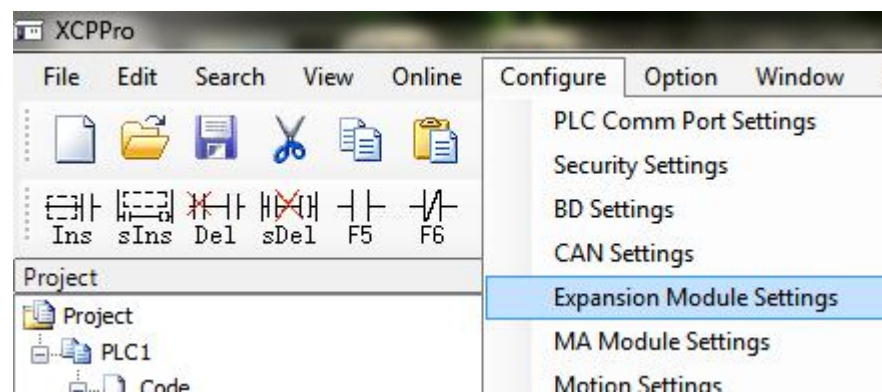 XCPPro
File Edit Search View Online Configure Option Window
PLC Comm Port Settings
Security Settings
BD Settings
CAN Settings
Expansion Module Settings
MA Module Settings
Motion Settings
Ins sIns Del sDel F5 F6
Project
Project
PLC1
Code